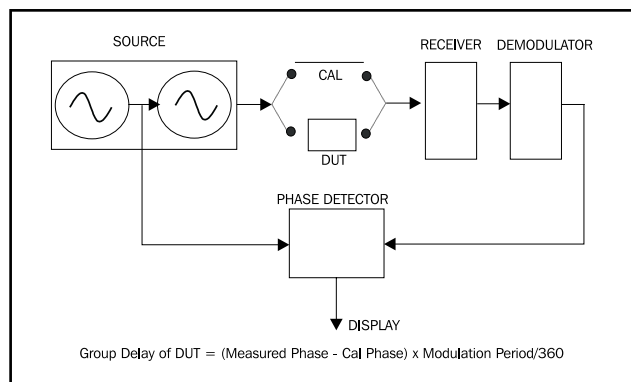 SOURCE
RECEIVER DEMODULATOR
CAL
DUT
PHASE DETECTOR
DISPLAY
Group Delay of DUT = (Measured Phase - Cal Phase) x Modulation Period/360